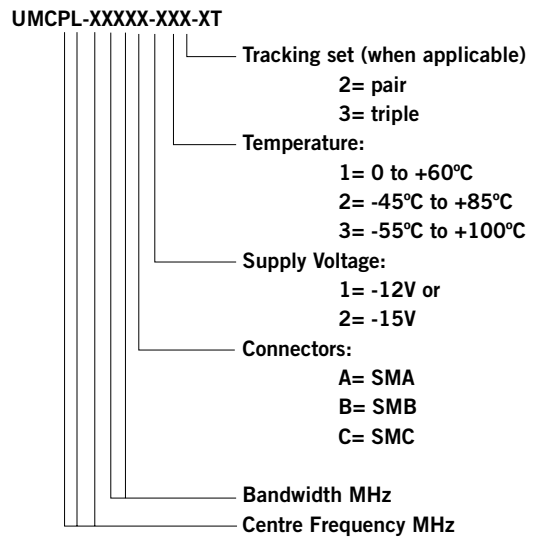 UMCPL-XXXXX-XXX-XT
Tracking set (when applicable)
2= pair
3= triple
Temperature:
1= 0 to +60ºC
2= -45ºC to +85ºC
3= -55ºC to +100ºC
Supply Voltage:
1= -12V or
2= -15V
Connectors:
A= SMA
B= SMB
C= SMC
Bandwidth MHz
Centre Frequency MHz